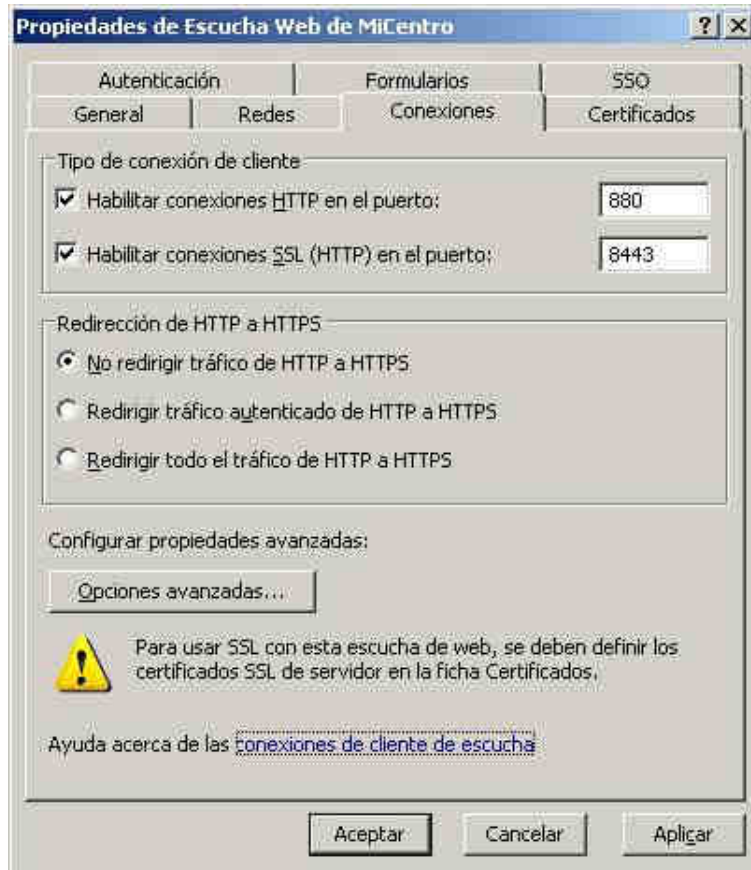 Propiedades de Escucha Web de MiCentro
Autenticación
Formularios
SSO
General
Redes
Conexiones
Certificados
Tipo de conexión de cliente
Habilitar conexiones HTTP en el puerto:
880
Habilitar conexiones SSL (HTTP) en el puerto:
8443
Redirección de HTTP a HTTPS
No redirigir tráfico de HTTP a HTTPS
Redirigir tráfico autenticado de HTTP a HTTPS
Redirigir todo el tráfico de HTTP a HTTPS
Configurar propiedades avanzadas:
Opciones avanzadas...
Para usar SSL con esta escucha de web, se deben definir los
certificados SSL de servidor en la ficha Certificados.
Ayuda acerca de las conexiones de cliente de escucha
Aceptar
Cancelar
Aplicar